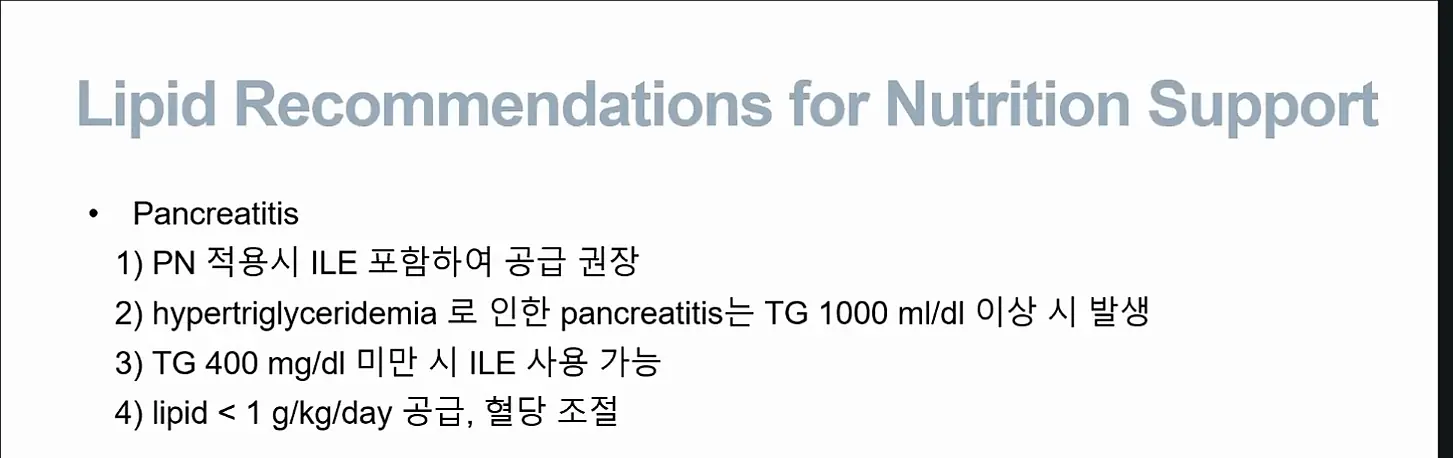 Lipid Recommendations for Nutrition Support
• Pancreatitis
1) PN 적용시 ILE 포함하여 공급 권장
2) hypertriglyceridemia 로 인한 pancreatitis는 TG 1000 ml/dl 이상 시 발생
3) TG 400 mg/dl 미만 시 ILE 사용 가능
4) lipid < 1 g/kg/day 공급, 혈당 조절